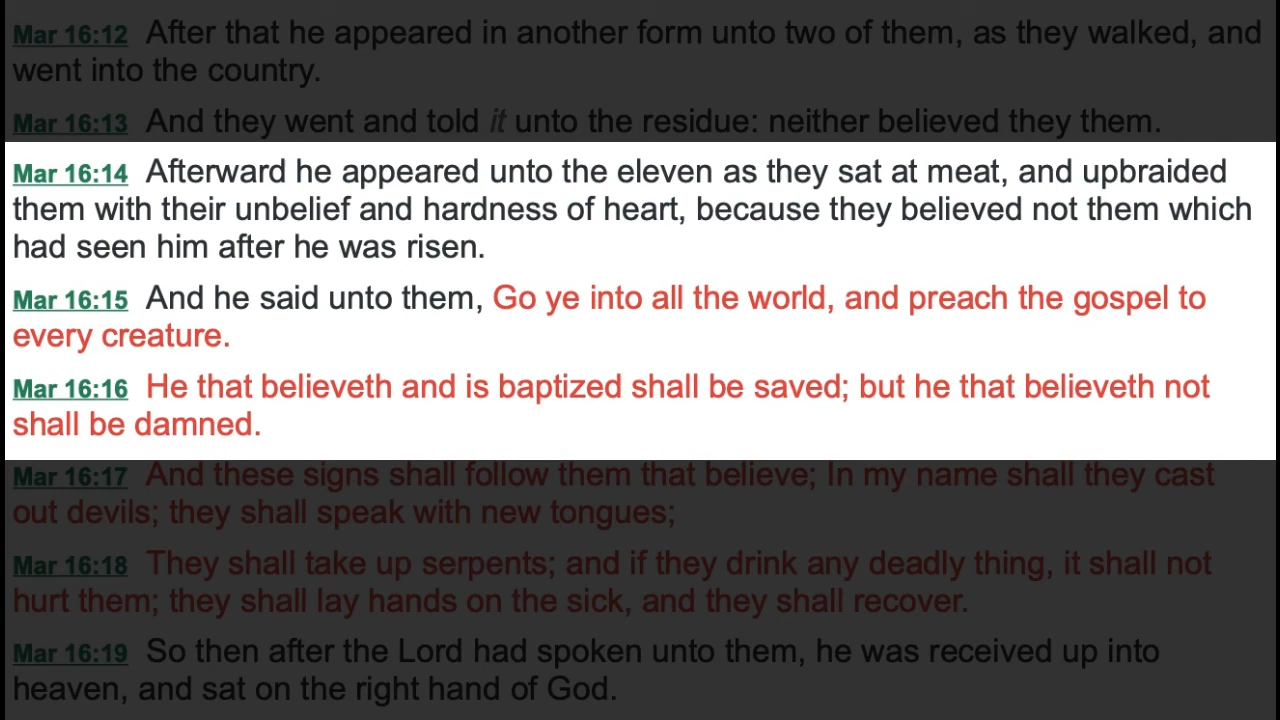 Mar 16:12 After that he appeared in another form unto two of them, as they walked, and
went into the country.
Mar 16:13 And they went and told it unto the residue: neither believed they them.
Mar 16:14 Afterward he appeared unto the eleven as they sat at meat, and upbraided
them with their unbelief and hardness of heart, because they believed not them which
had seen him after he was risen.
Mar 16:15 And he said unto them, Go ye into all the world, and preach the gospel to
every creature.
Mar 16:16 He that believeth and is baptized shall be saved; but he that believeth not
shall be damned.
Mar 16:17 And these signs shall follow them that believe; In my name shall they cast
out devils; they shall speak with new tongues;
Mar 16:18 They shall take up serpents; and if they drink any deadly thing, it shall not
hurt them; they shall lay hands on the sick, and they shall recover.
Mar 16:19 So then after the Lord had spoken unto them, he was received up into
heaven, and sat on the right hand of God.